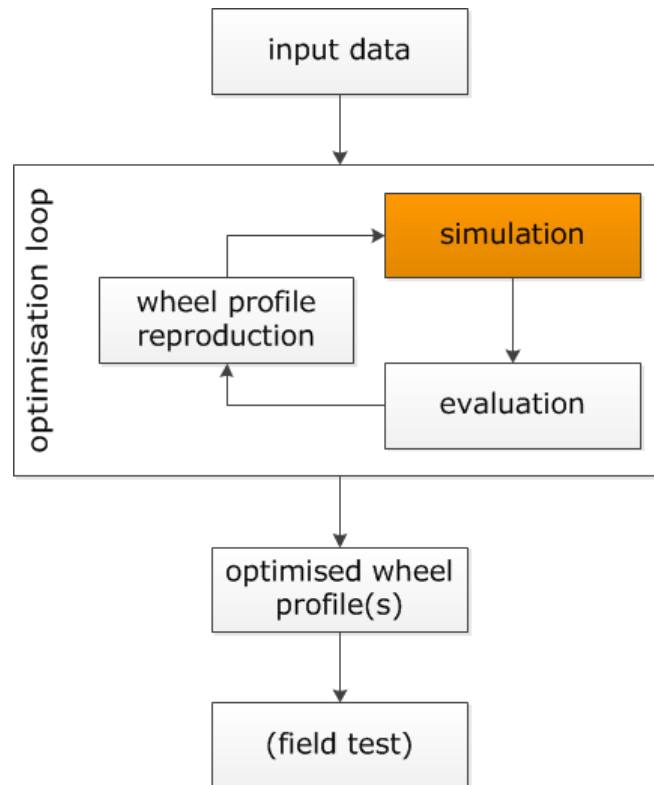 input data
optimisation loop
simulation
wheel profile
reproduction
evaluation
optimised wheel
profile(s)
(field test)